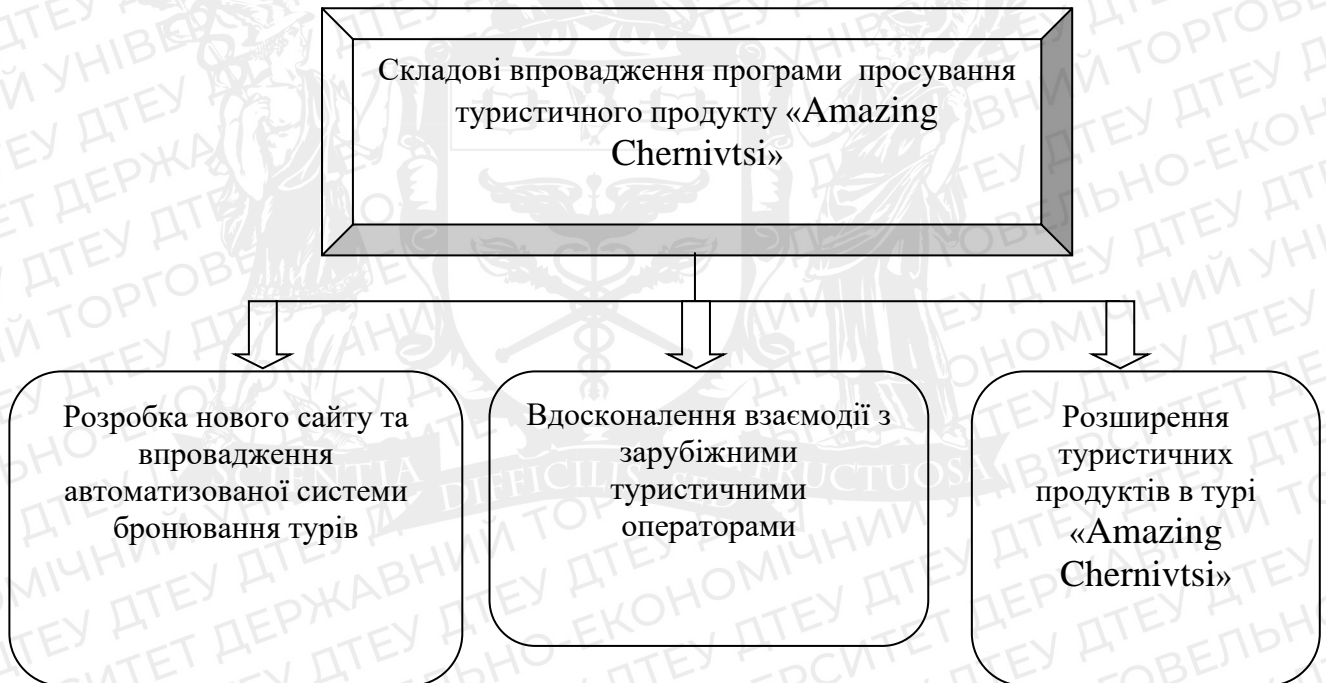 Складові впровадження програми просування
туристичного продукту «Amazing
Chernivtsi»
Розробка нового сайту та
впровадження
автоматизованої системи
бронювання турів
Вдосконалення взаємодії з
зарубіжними
туристичними
операторами
Розширення
туристичних
продуктів в турі
«Amazing
Chernivtsi»